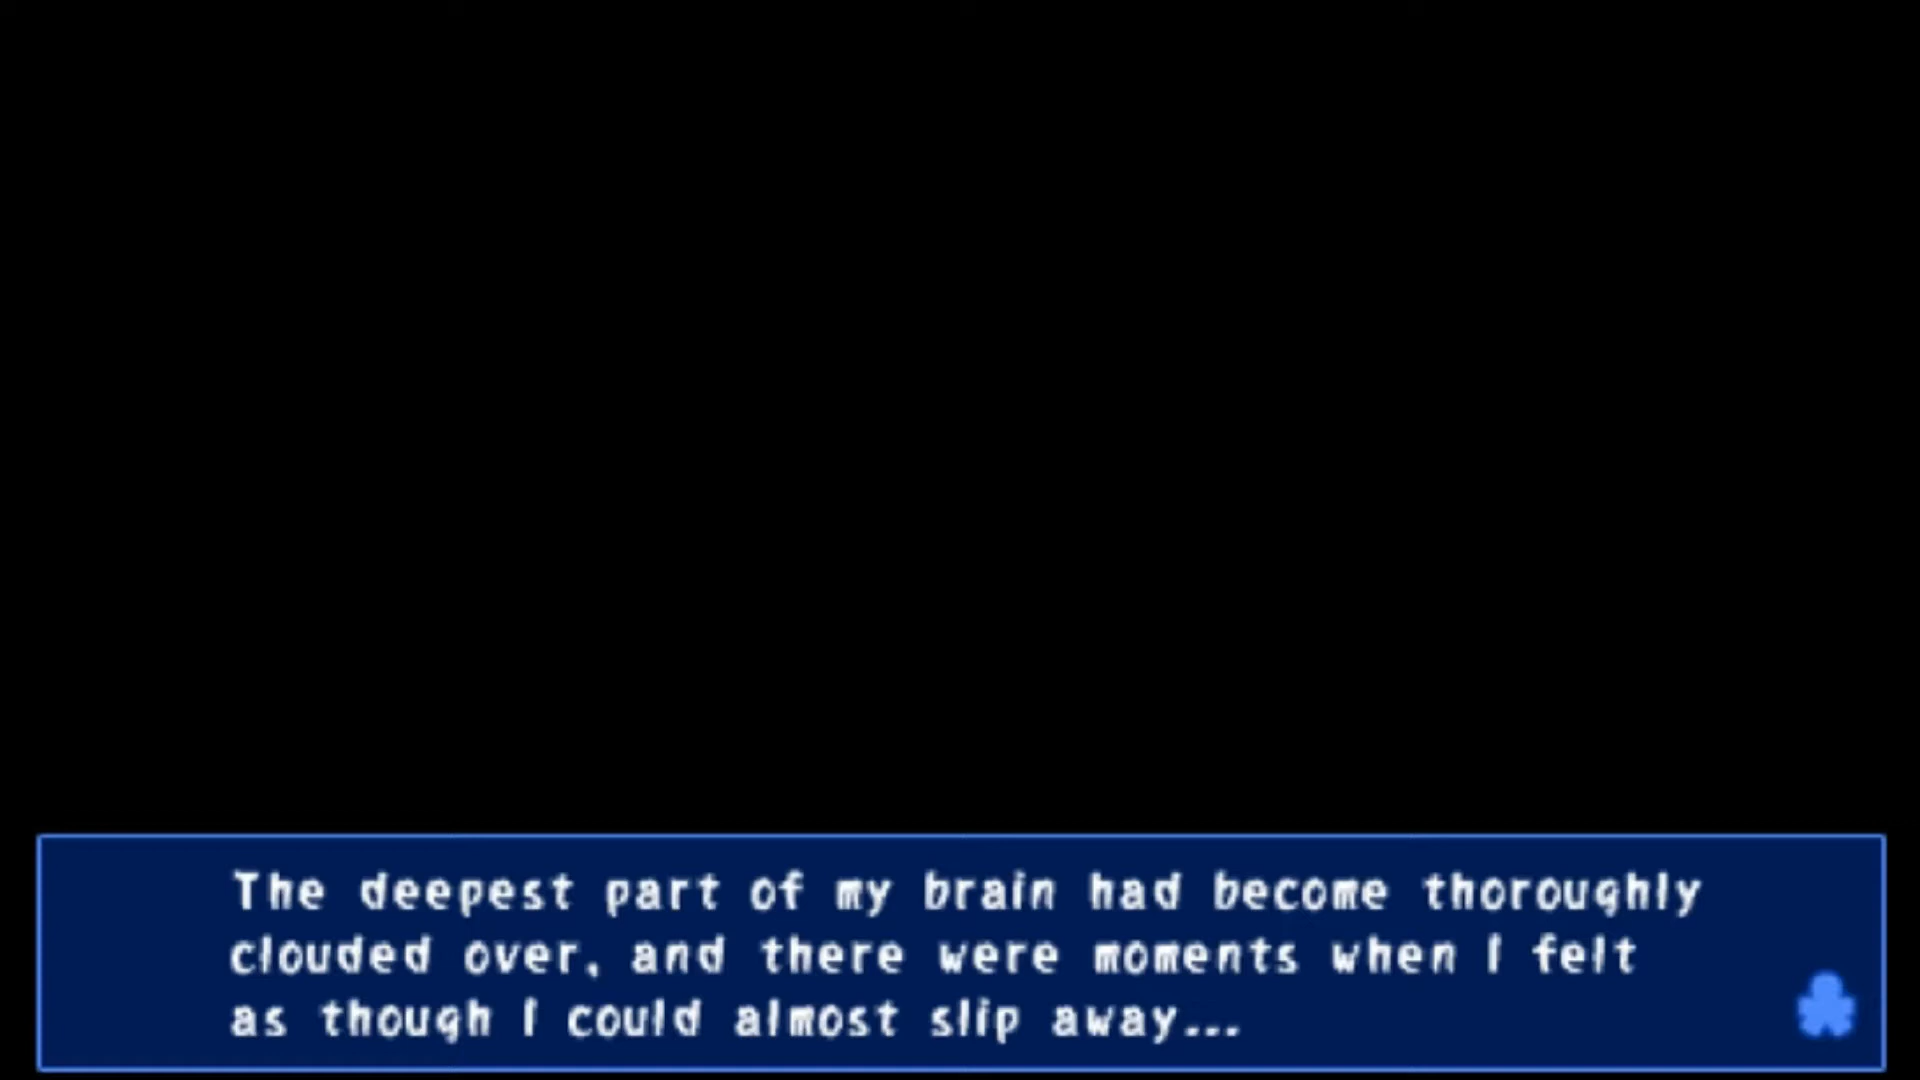 The deepest part of my brain had become thoroughly
clouded over, and there were moments when I felt
as though I could almost slip away...